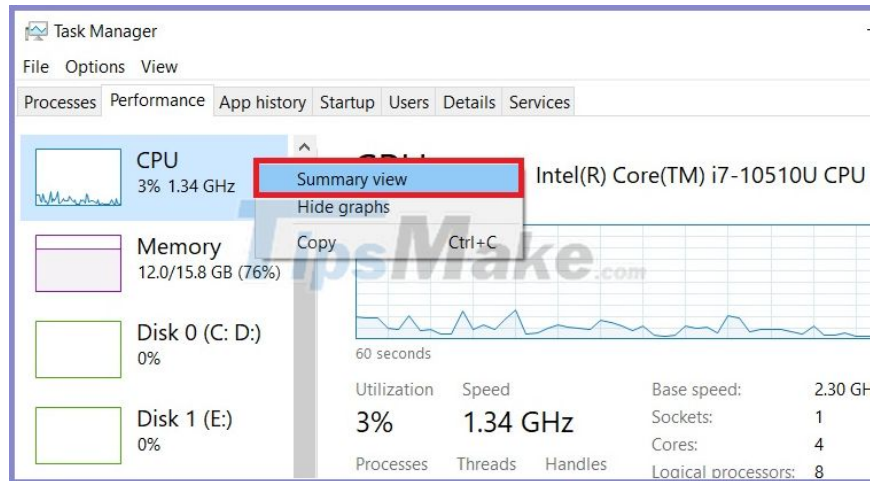 Task Manager
File Options View
Processes Performance App history Startup Users Details Services
CPU
3% 1.34 GHz
Summary view
Hide graphs
Copy Ctrl+C
Intel(R) Core(TM) i7-10510U CPU
Memory
12.0/15.8 GB (76%)
TipsMake.com
Disk 0 (C: D:)
0%
Disk 1 (E:)
0%
60 seconds
Utilization Speed
3% 1.34 GHz
Processes Threads Handles
Base speed: 2.30 GH
Sockets: 1
Cores: 4
Logical processors: 8